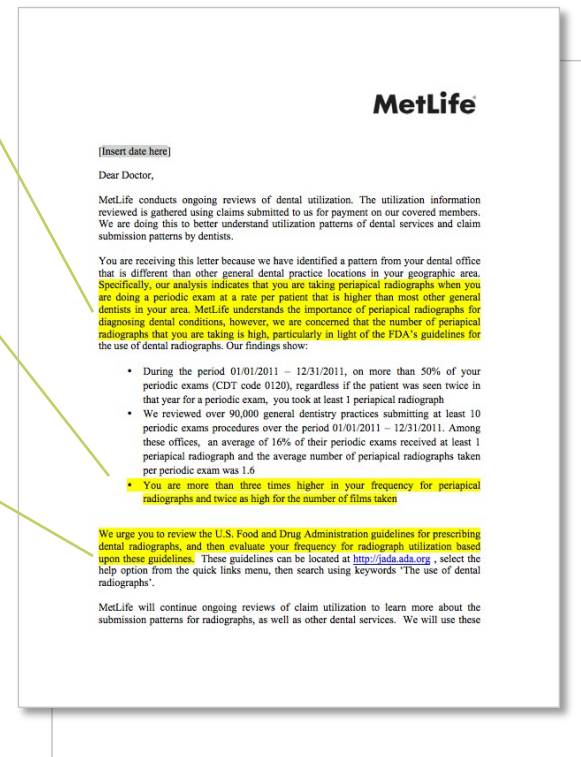 MetLife
[Insert date here]
Dear Doctor,
MetLife conducts ongoing reviews of dental utilization. The utilization information
reviewed is gathered using claims submitted to us for payment on our covered members.
We are doing this to better understand utilization patterns of dental services and claim
submission patterns by dentists.
You are receiving this letter because we have identified a pattern from your dental office
that is different than other general dental practice locations in your geographic area.
Specifically, our analysis indicates that you are taking periapical radiographs when you
are doing a periodic exam at a rate per patient that is higher than most other general
dentists in your area. MetLife understands the importance of periapical radiographs for
diagnosing dental conditions, however, we are concerned that the number of periapical
radiographs that you are taking is high, particularly in light of the FDA's guidelines for
the use of dental radiographs. Our findings show:
• During the period 01/01/2011 – 12/31/2011, on more than 50% of your
periodic exams (CDT code 0120), regardless if the patient was seen twice in
that year for a periodic exam, you took at least 1 periapical radiograph
• We reviewed over 90,000 general dentistry practices submitting at least 10
periodic exams procedures over the period 01/01/2011 – 12/31/2011. Among
these offices, an average of 16% of their periodic exams received at least 1
periapical radiograph and the average number of periapical radiographs taken
per periodic exam was 1.6
• You are more than three times higher in your frequency for periapical
radiographs and twice as high for the number of films taken
We urge you to review the U.S. Food and Drug Administration guidelines for prescribing
dental radiographs, and then evaluate your frequency for radiograph utilization based
upon these guidelines. These guidelines can be located at http://jada.ada.org , select the
help option from the quick links menu, then search using keywords 'The use of dental
radiographs'.
MetLife will continue ongoing reviews of claim utilization to learn more about the
submission patterns for radiographs, as well as other dental services. We will use these